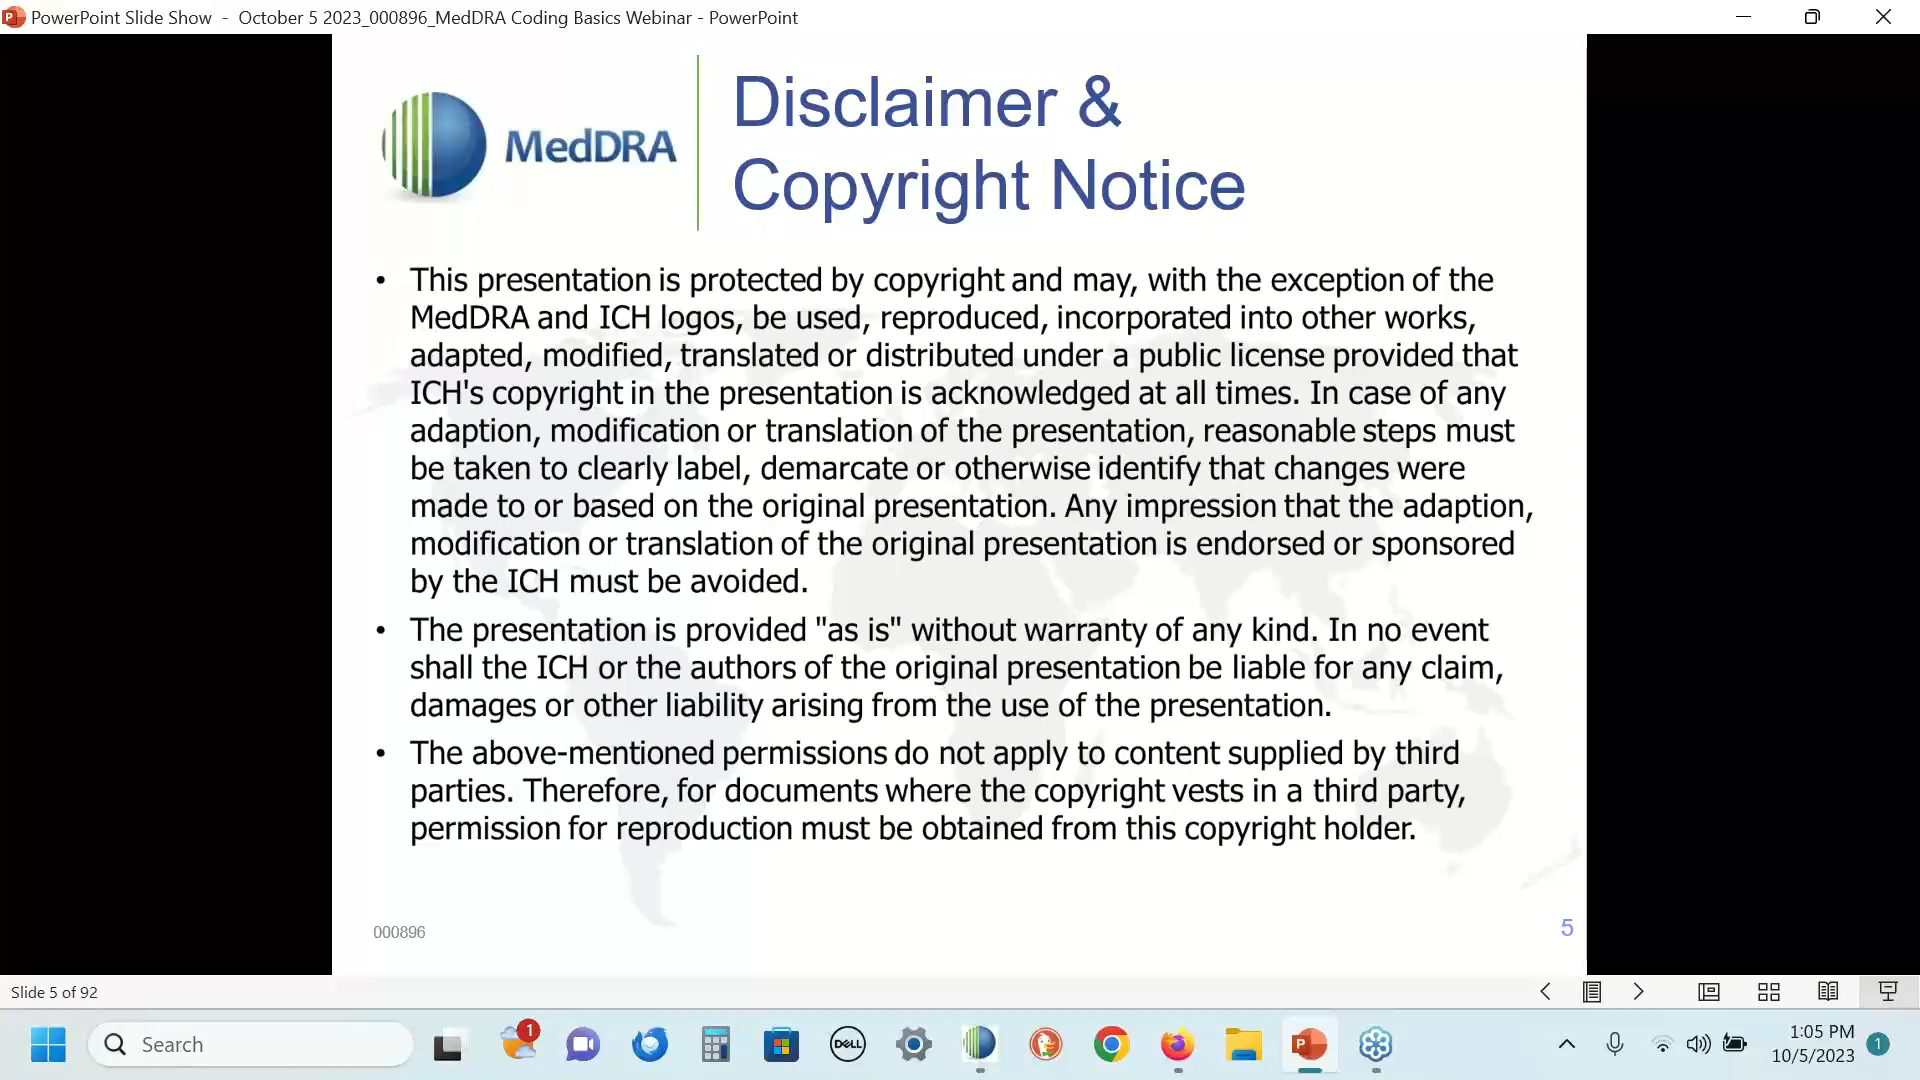 PowerPoint Slide Show - October 5 2023_000896_MedDRA Coding Basics Webinar - PowerPoint
MedDRA
Disclaimer &
Copyright Notice
• This presentation is protected by copyright and may, with the exception of the
MedDRA and ICH logos, be used, reproduced, incorporated into other works,
adapted, modified, translated or distributed under a public license provided that
ICH's copyright in the presentation is acknowledged at all times. In case of any
adaption, modification or translation of the presentation, reasonable steps must
be taken to clearly label, demarcate or otherwise identify that changes were
made to or based on the original presentation. Any impression that the adaption,
modification or translation of the original presentation is endorsed or sponsored
by the ICH must be avoided.
• The presentation is provided "as is" without warranty of any kind. In no event
shall the ICH or the authors of the original presentation be liable for any claim,
damages or other liability arising from the use of the presentation.
• The above-mentioned permissions do not apply to content supplied by third
parties. Therefore, for documents where the copyright vests in a third party,
permission for reproduction must be obtained from this copyright holder.
000896
5
Slide 5 of 92
Search
1
DELL
P
1:05 PM
10/5/2023
1